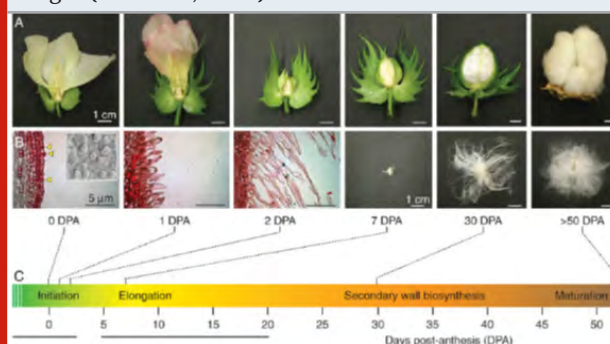 A
1 cm
B
5 µm
1 cm
0 DPA
1 DPA
2 DPA
7 DPA
30 DPA
>50 DPA
C
Initiation
Elongation
Secondary wall biosynthesis
Maturation
0
5
10
15
20
25
30
35
40
45
50
Days post-anthesis (DPA)